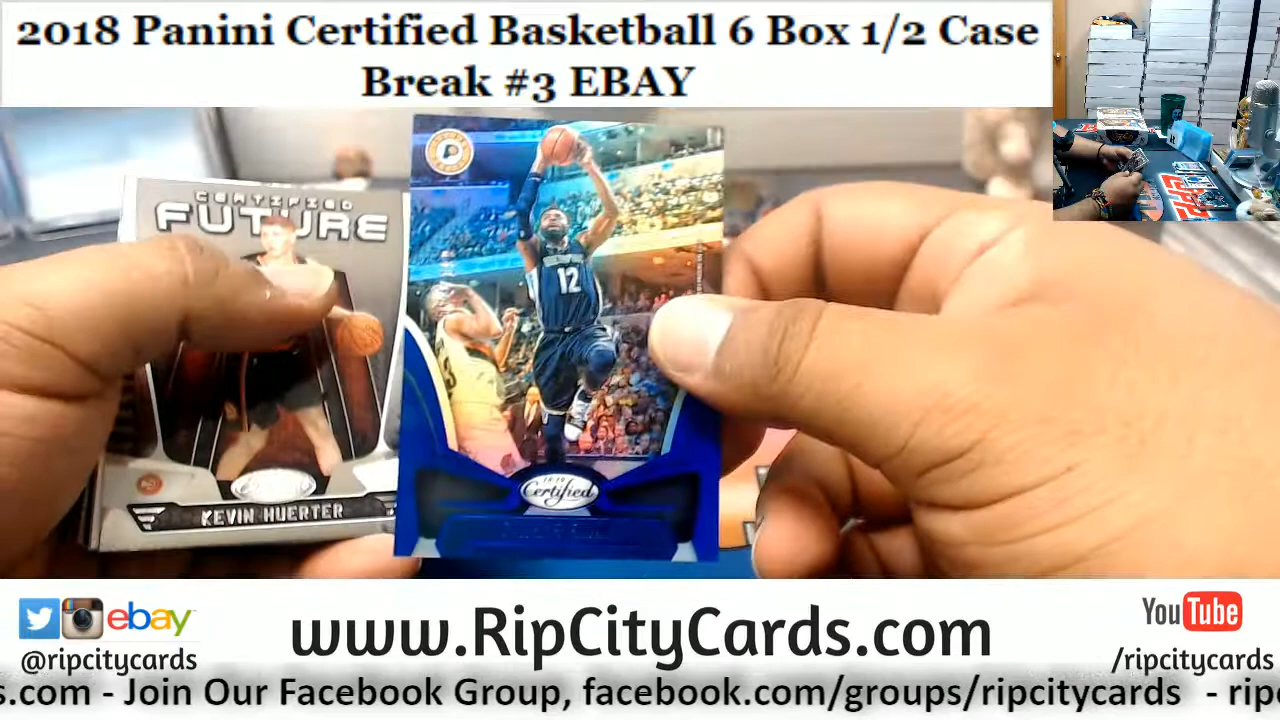 2018 Panini Certified Basketball 6 Box 1/2 Case
Break #3 EBAY
CERTIFIED
FUTURE
KEVIN HUERTER
12
Certified
ebay
@ripcitycards
www.RipCityCards.com
YouTube
/ripcitycards
s.com - Join Our Facebook Group, facebook.com/groups/ripcitycards - ripc